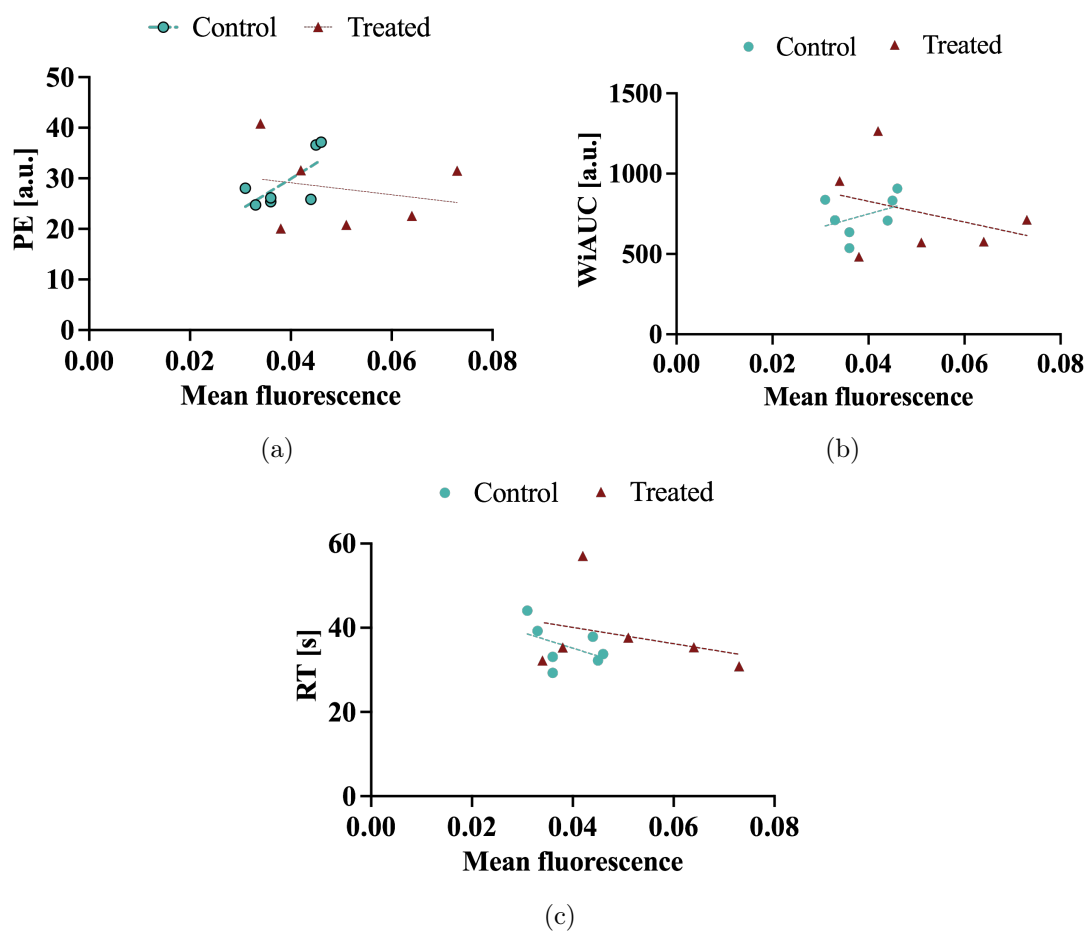 Control Treated
50
40
30
20
10
0
PE [a.u.]
0.00 0.02 0.04 0.06 0.08
Mean fluorescence
(a)
Control Treated
1500
1000
500
0
WiAUC [a.u.]
0.00 0.02 0.04 0.06 0.08
Mean fluorescence
(b)
Control Treated
60
40
20
0
RT [s]
0.00 0.02 0.04 0.06 0.08
Mean fluorescence
(c)